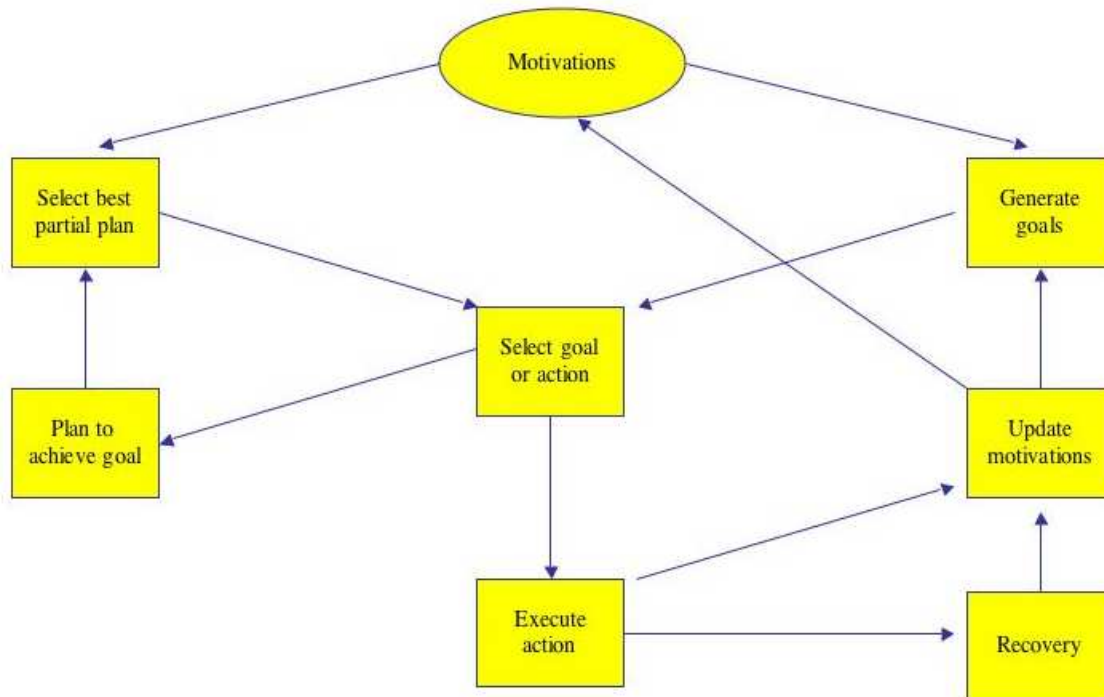 Motivations
Select best
partial plan
Generate
goals
Select goal
or action
Plan to
achieve goal
Update
motivations
Execute
action
Recovery